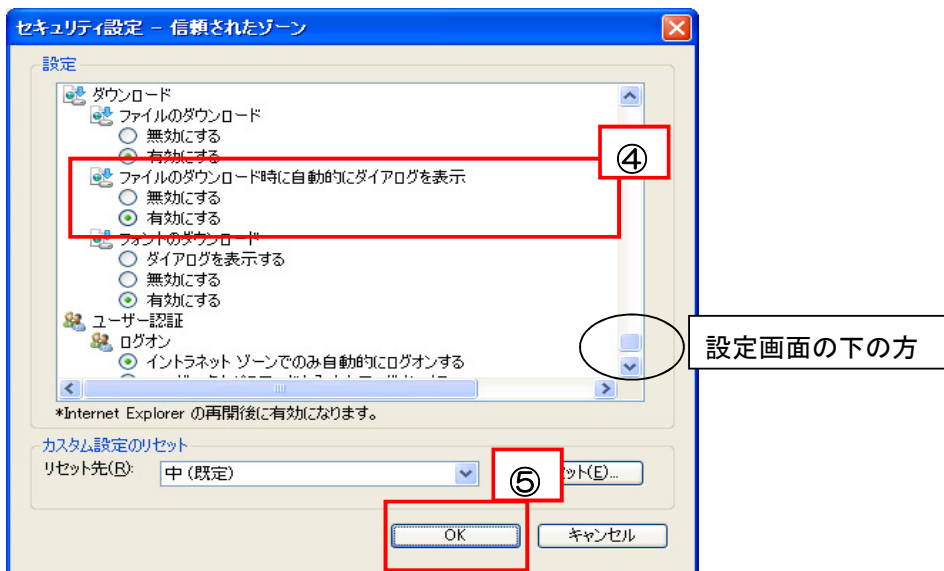 セキュリティ設定 - 信頼されたゾーン
設定
ダウンロード
ファイルのダウンロード
無効にする
有効にする
④
ファイルのダウンロード時に自動的にダイアログを表示
無効にする
有効にする
フォントのダウンロード
ダイアログを表示する
無効にする
有効にする
ユーザー認証
ログオン
設定画面の下の方
イントラネット ゾーンでのみ自動的にログオンする
*Internet Explorer の再開後に有効になります。
カスタム設定のリセット
リセット先(R):
中 (既定)
⑤
ット(E)...
OK
キャンセル